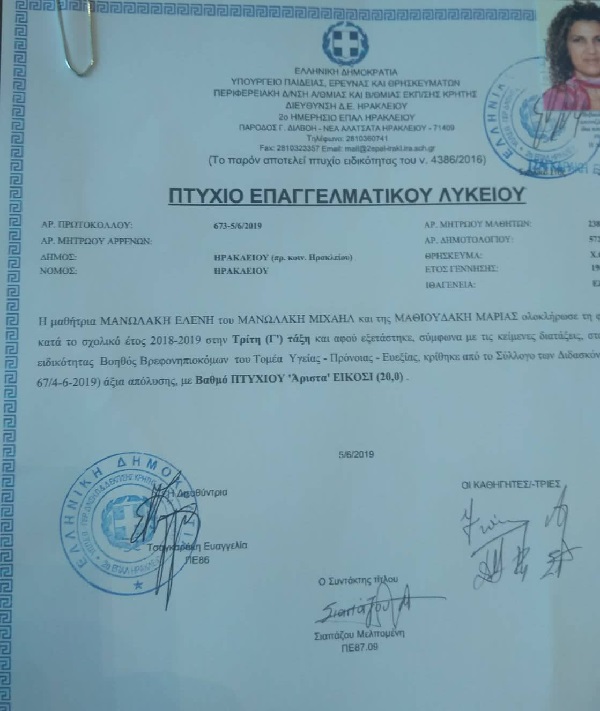 ΕΛΛΗΝΙΚΗ ΔΗΜΟΚΡΑΤΙΑ
ΥΠΟΥΡΓΕΙΟ ΠΑΙΔΕΙΑΣ, ΕΡΕΥΝΑΣ ΚΑΙ ΘΡΗΣΚΕΥΜΑΤΩΝ
ΠΕΡΙΦΕΡΕΙΑΚΗ Δ/ΝΣΗ Α/ΘΜΙΑΣ ΚΑΙ Β/ΘΜΙΑΣ ΕΚΠ/ΣΗΣ ΚΡΗΤΗΣ
ΔΙΕΥΘΥΝΣΗ Δ.Ε. ΗΡΑΚΛΕΙΟΥ
2ο ΗΜΕΡΗΣΙΟ ΕΠΑΛ ΗΡΑΚΛΕΙΟΥ
ΠΑΡΟΔΟΣ Γ. ΔΙΛΒΟΗ - ΝΕΑ ΑΛΑΤΣΑΤΑ ΗΡΑΚΛΕΙΟΥ - 71409
Τηλέφωνο: 2810360741
Fax: 2810323357 Email: mail@2epal-irakl.ira.sch.gr
(Το παρόν αποτελεί πτυχίο ειδικότητας του ν. 4386/2016)
ΠΤΥΧΙΟ ΕΠΑΓΓΕΛΜΑΤΙΚΟΥ ΛΥΚΕΙΟΥ
ΑΡ. ΠΡΩΤΟΚΟΛΛΟΥ: 673-5/6/2019 ΑΡ. ΜΗΤΡΩΟΥ ΜΑΘΗΤΩΝ:
ΑΡ. ΜΗΤΡΩΟΥ ΑΡΡΕΝΩΝ: ΑΡ. ΔΗΜΟΤΟΛΟΓΙΟΥ:
ΔΗΜΟΣ: ΗΡΑΚΛΕΙΟΥ (πρ. κοιν. Ηρακλείου) ΘΡΗΣΚΕΥΜΑ:
ΝΟΜΟΣ: ΗΡΑΚΛΕΙΟΥ ΕΤΟΣ ΓΕΝΝΗΣΗΣ:
ΙΘΑΓΕΝΕΙΑ:
Η μαθήτρια ΜΑΝΩΛΑΚΗ ΕΛΕΝΗ του ΜΑΝΩΛΑΚΗ ΜΙΧΑΗΛ και της ΜΑΘΙΟΥΔΑΚΗ ΜΑΡΙΑΣ ολοκλήρωσε τη
κατά το σχολικό έτος 2018-2019 στην Τρίτη (Γ') τάξη και αφού εξετάστηκε, σύμφωνα με τις κείμενες διατάξεις,
ειδικότητας Βοηθός Βρεφονηπιοκόμων του Τομέα Υγείας - Πρόνοιας - Ευεξίας, κρίθηκε από το Σύλλογο των Διδασκόν
67/4-6-2019) άξια απόλυσης, με Βαθμό ΠΤΥΧΙΟΥ 'Άριστα' ΕΙΚΟΣΙ (20,0) .
5/6/2019
Η Διευθύντρια ΟΙ ΚΑΘΗΓΗΤΕΣ/-ΤΡΙΕΣ
Τσαγκαράκη Ευαγγελία
ΠΕ86
Ο Συντάκτης τίτλου
Σιαπάζου Μελπομένη
ΠΕ87.09